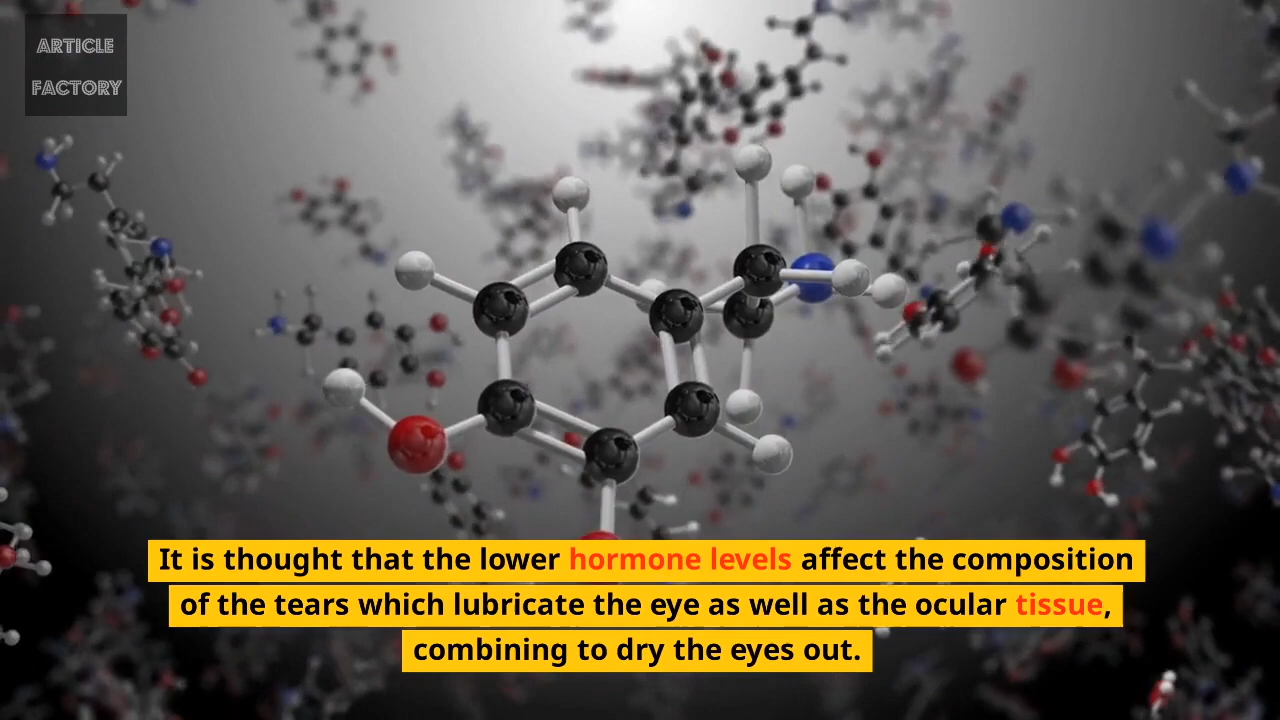 ARTICLE
FACTORY
It is thought that the lower hormone levels affect the composition
of the tears which lubricate the eye as well as the ocular tissue,
combining to dry the eyes out.